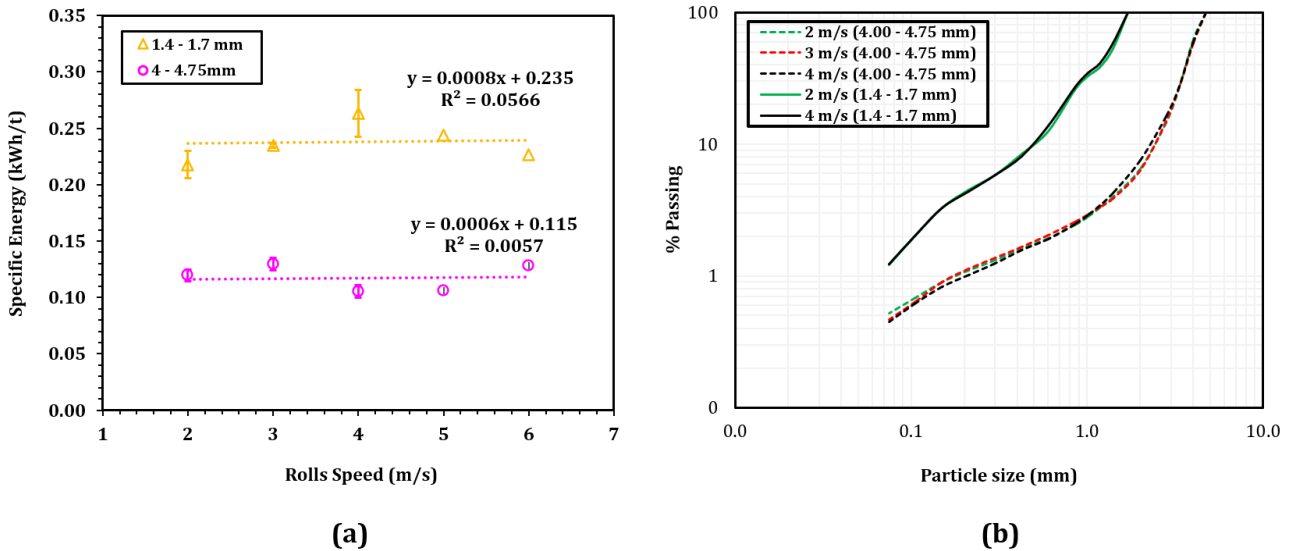 0.35
0.30
0.25
0.20
0.15
0.10
0.05
0.00
Specific Energy (kWh/t)
1.4 - 1.7 mm
4 - 4.75mm
y = 0.0008x + 0.235
R² = 0.0566
y = 0.0006x + 0.115
R² = 0.0057
1 2 3 4 5 6 7
Rolls Speed (m/s)
(a)
100
10
1
0
% Passing
2 m/s (4.00 - 4.75 mm)
3 m/s (4.00 - 4.75 mm)
4 m/s (4.00 - 4.75 mm)
2 m/s (1.4 - 1.7 mm)
4 m/s (1.4 - 1.7 mm)
0.0 0.1 1.0 10.0
Particle size (mm)
(b)